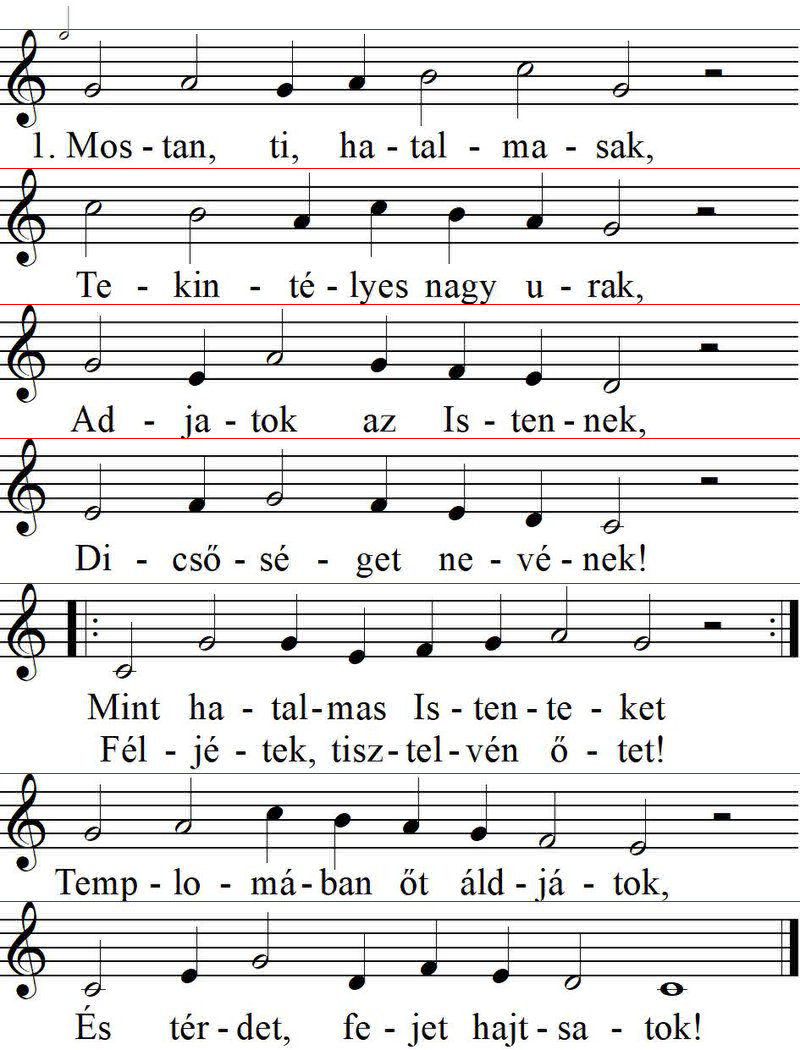 1. Mos - tan, ti, ha - tal - ma - sak,
Te - kin - té - lyes nagy u - rak,
Ad - ja - tok az Is - ten - nek,
Di - cső - sé - get ne - vé - nek!
Mint ha - tal - mas Is - ten - te - ket
Fél - jé - tek, tisz - tel - vén ő - tet!
Temp - lo - má - ban őt áld - já - tok,
És tér - det, fe - jet hajt - sa - tok!